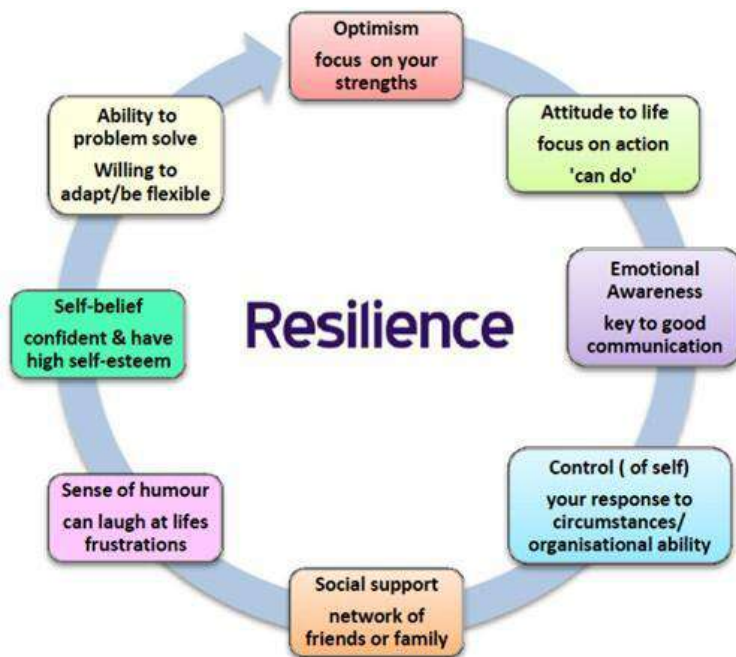 Optimism
focus on your
strengths
Attitude to life
focus on action
'can do'
Emotional
Awareness
key to good
communication
Control ( of self)
your response to
circumstances/
organisational ability
Social support
network of
friends or family
Sense of humour
can laugh at lifes
frustrations
Self-belief
confident & have
high self-esteem
Ability to
problem solve
Willing to
adapt/be flexible
Resilience